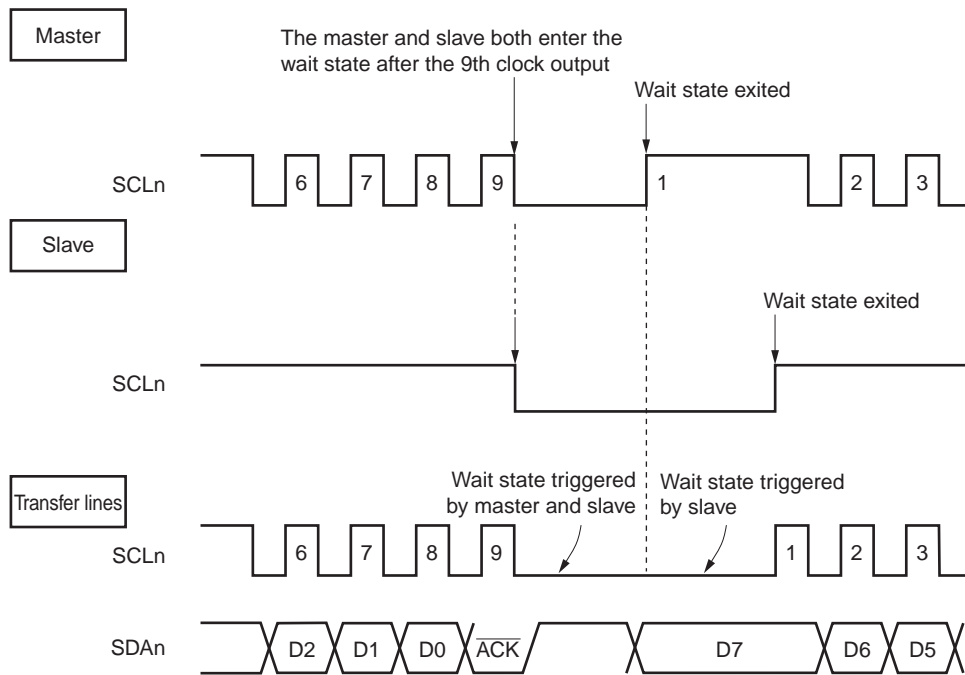 Master
The master and slave both enter the
wait state after the 9th clock output
Wait state exited
SCLn
6 7 8 9 1 2 3
Slave
Wait state exited
SCLn
Transfer lines
Wait state triggered
by master and slave
Wait state triggered
by slave
SCLn
6 7 8 9 1 2 3
SDAn
D2 D1 D0 ACK D7 D6 D5